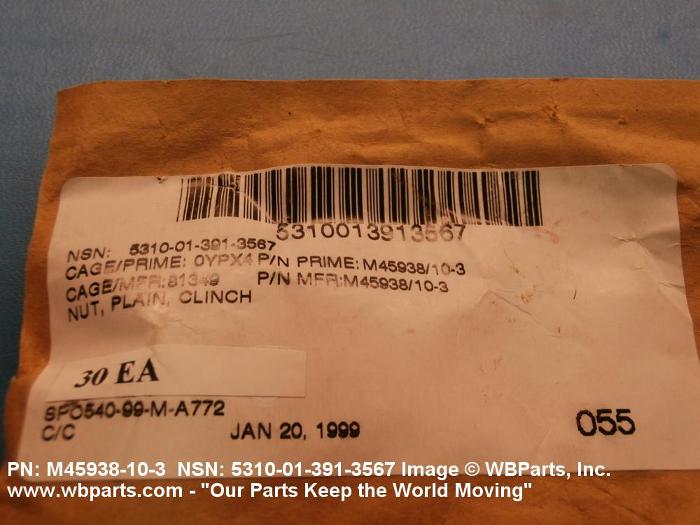 5310013913567
NSN: 5310-01-391-3567
CAGE/PRIME: 0YPX4 P/N PRIME: M45938/10-3
CAGE/MFR:81349 P/N MFR:M45938/10-3
NUT, PLAIN, CLINCH
30 EA
SPO540-99-M-A772
C/C JAN 20, 1999 055
PN: M45938-10-3 NSN: 5310-01-391-3567 Image © WBParts, Inc.
www.wbparts.com - "Our Parts Keep the World Moving"